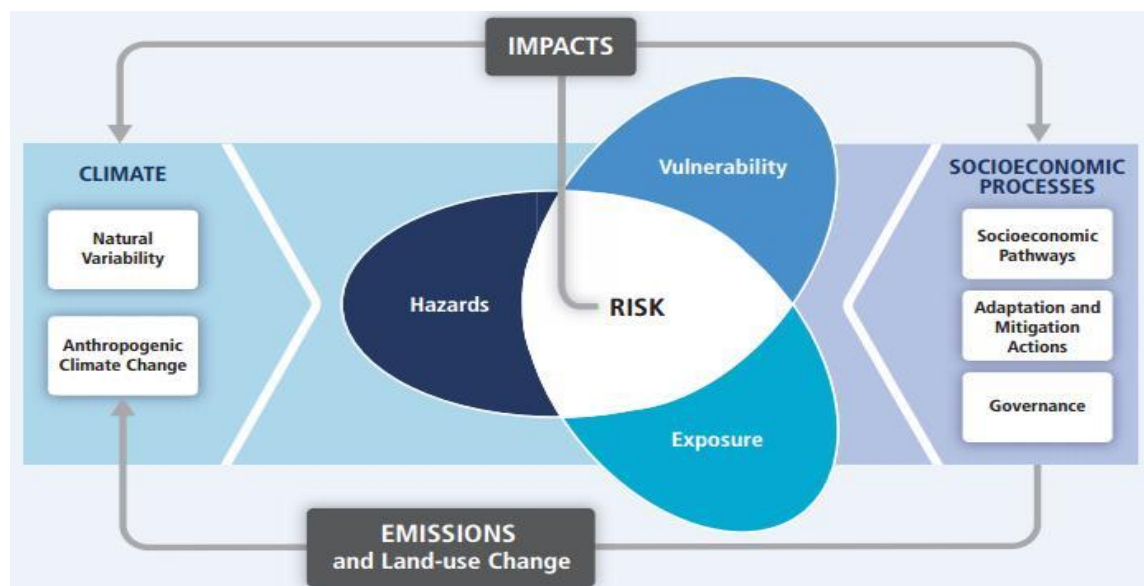 IMPACTS
CLIMATE
Natural
Variability
Anthropogenic
Climate Change
Vulnerability
Hazards
RISK
Exposure
SOCIOECONOMIC
PROCESSES
Socioeconomic
Pathways
Adaptation and
Mitigation
Actions
Governance
EMISSIONS
and Land-use Change